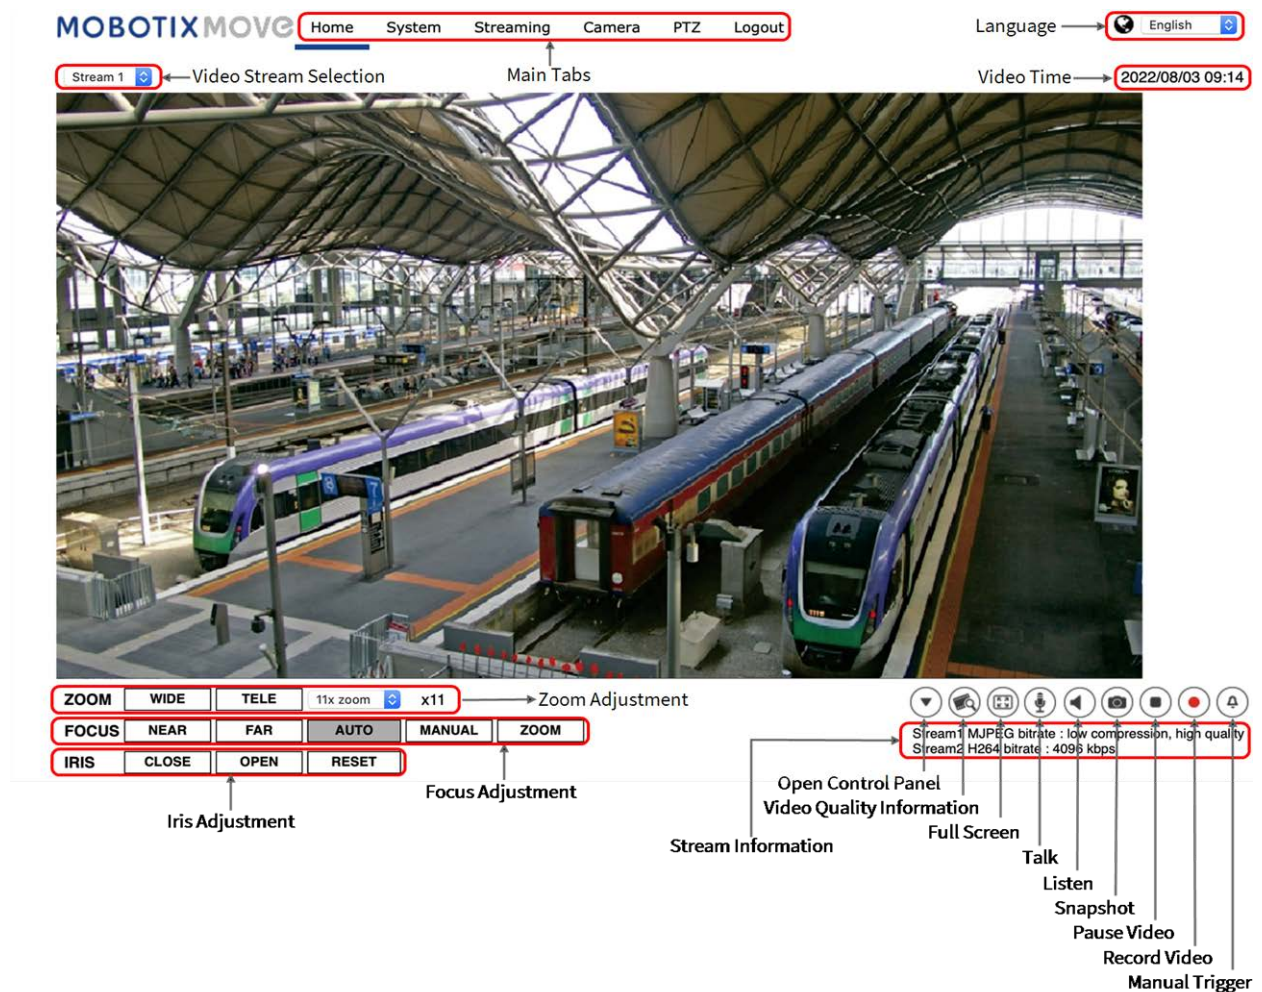 MOBOTIX MOVE
Home System Streaming Camera PTZ Logout
Language
English
Stream 1
Video Stream Selection
Main Tabs
Video Time
2022/08/03 09:14
7
ZOOM WIDE TELE 11x zoom x11
Zoom Adjustment
FOCUS NEAR FAR AUTO MANUAL ZOOM
Stream1 MJPEG bitrate : low compression, high quality
Stream2 H264 bitrate : 4096 kbps
IRIS CLOSE OPEN RESET
Focus Adjustment
Iris Adjustment
Open Control Panel
Video Quality Information
Full Screen
Stream Information
Talk
Listen
Snapshot
Pause Video
Record Video
Manual Trigger